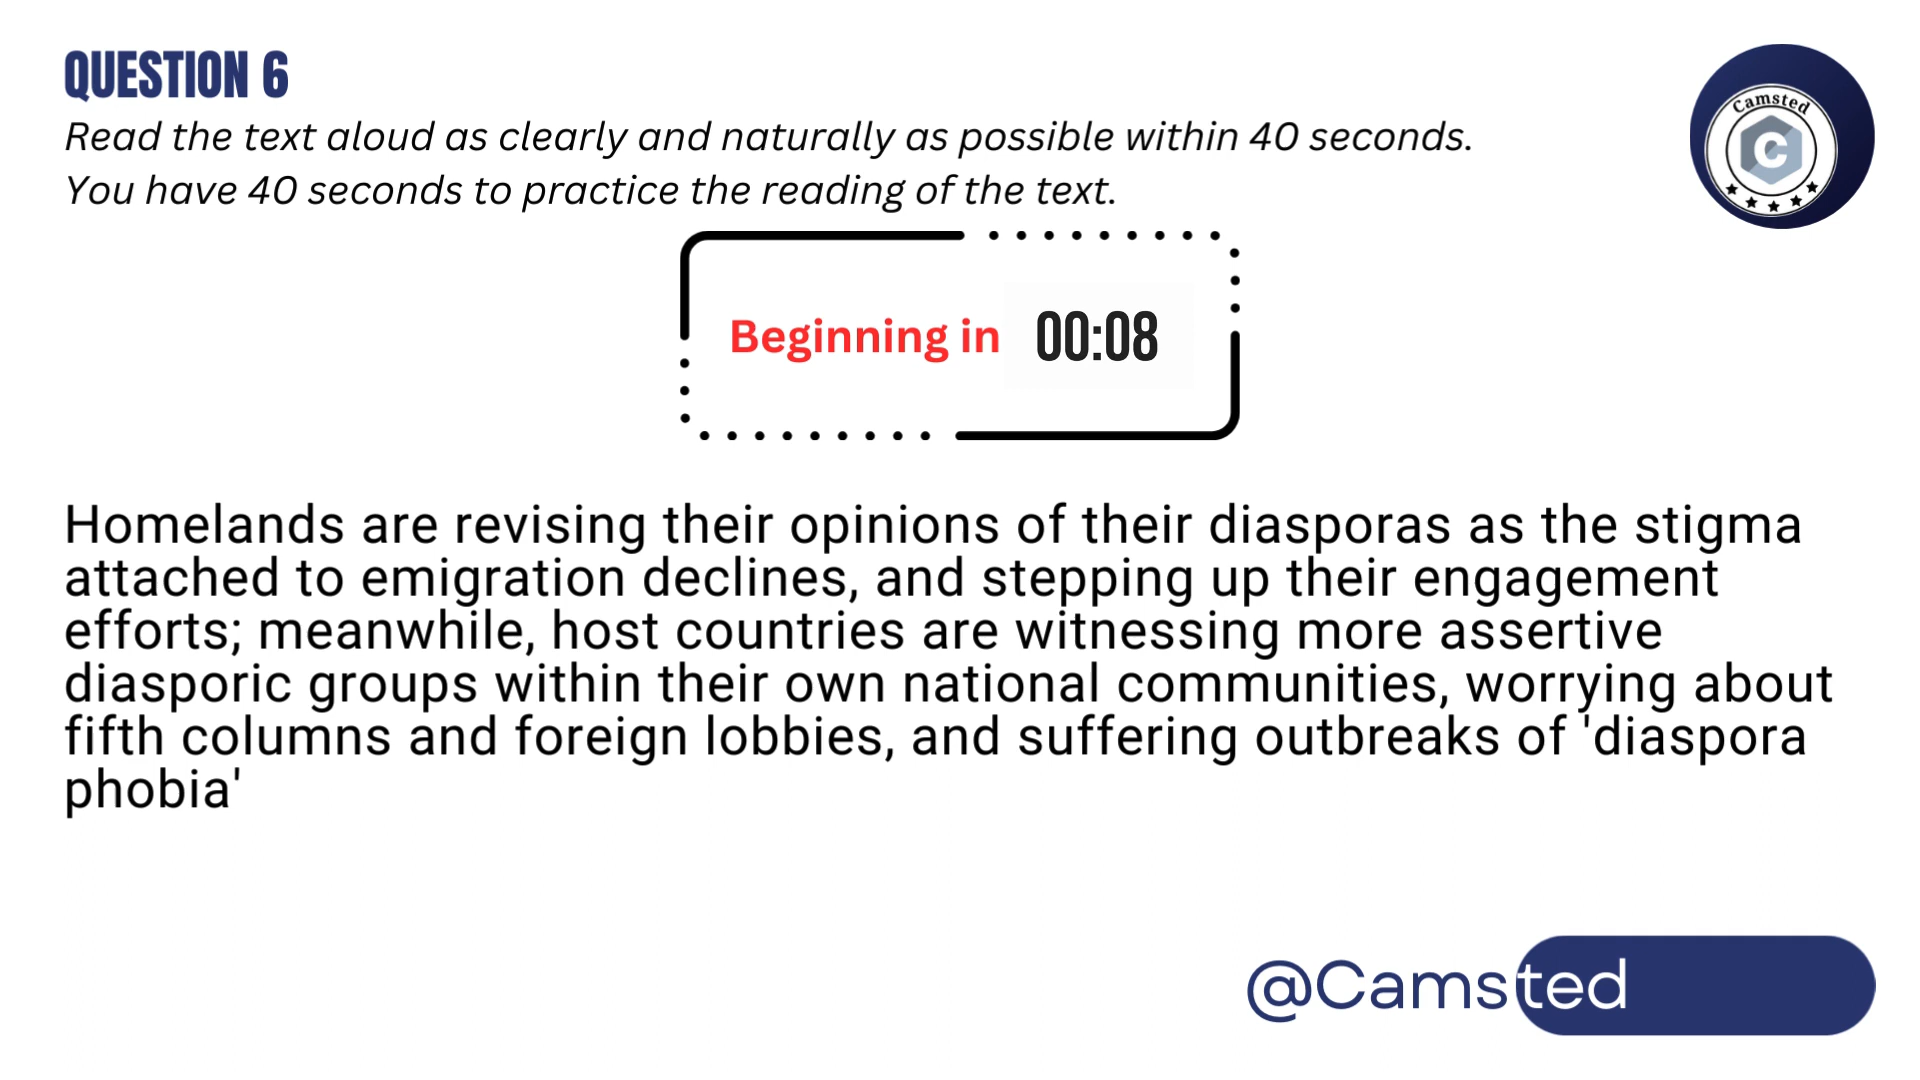 QUESTION 6
Read the text aloud as clearly and naturally as possible within 40 seconds.
You have 40 seconds to practice the reading of the text.
Camsted
C
Beginning in 00:08
Homelands are revising their opinions of their diasporas as the stigma
attached to emigration declines, and stepping up their engagement
efforts; meanwhile, host countries are witnessing more assertive
diasporic groups within their own national communities, worrying about
fifth columns and foreign lobbies, and suffering outbreaks of 'diaspora
phobia'
@Camsted